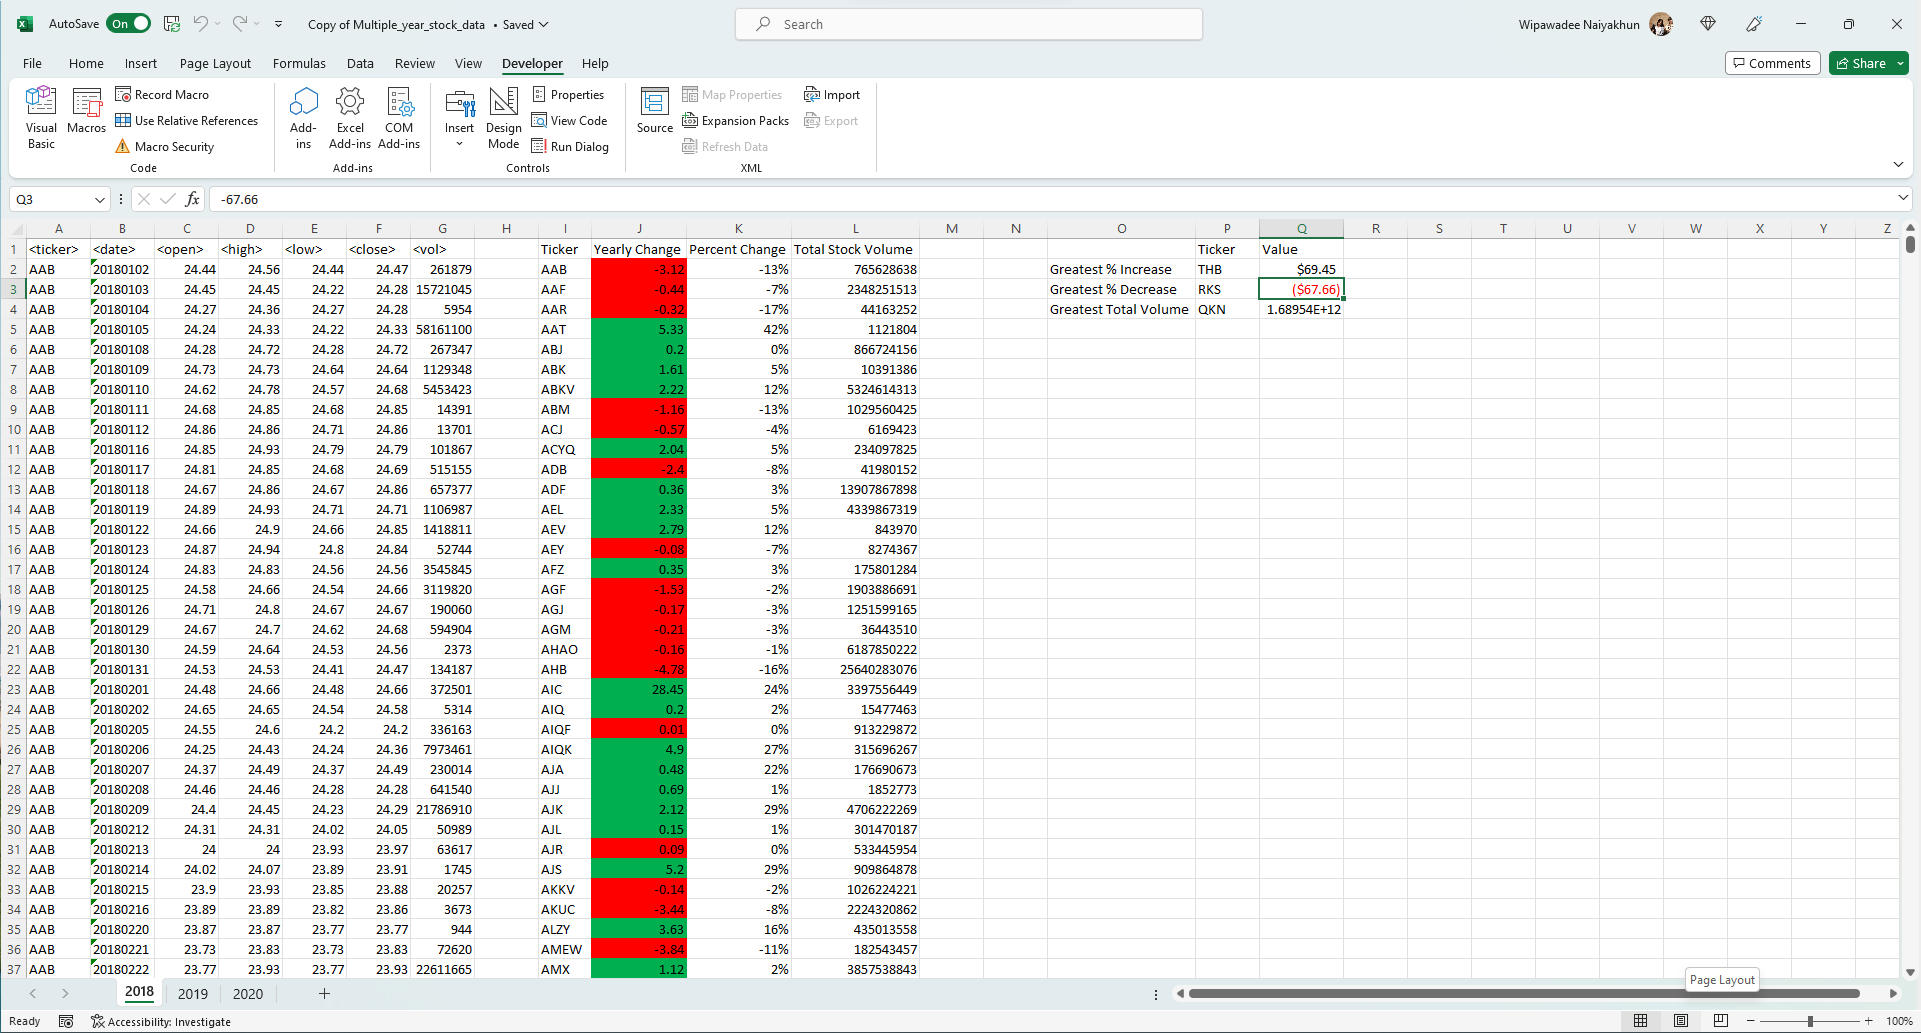 AutoSave On Copy of Multiple_year_stock_data • Saved Search Wipawadee Naiyakhun
File Home Insert Page Layout Formulas Data Review View Developer Help Comments Share
Visual Basic
Macros
Record Macro
Use Relative References
Macro Security
Code
Add-ins
Excel Add-ins
COM Add-ins
Add-ins
Insert
Design Mode
Properties
View Code
Run Dialog
Controls
Source
Map Properties
Expansion Packs
Refresh Data
Import
Export
XML
Q3 fx -67.66
A B C D E F G H I J K L M N O P Q R S T U V W X Y Z
1 <ticker> <date> <open> <high> <low> <close> <vol> Ticker Yearly Change Percent Change Total Stock Volume Ticker Value
2 AAB 20180102 24.44 24.56 24.44 24.47 261879 AAB -3.12 -13% 765628638 Greatest % Increase THB $69.45
3 AAB 20180103 24.45 24.45 24.22 24.28 15721045 AAF -0.44 -7% 2348251513 Greatest % Decrease RKS ($67.66)
4 AAB 20180104 24.27 24.36 24.27 24.28 5954 AAR -0.32 -17% 44163252 Greatest Total Volume QKN 1.68954E+12
5 AAB 20180105 24.24 24.33 24.22 24.33 58161100 AAT 5.33 42% 1121804
6 AAB 20180108 24.28 24.72 24.28 24.72 267347 ABJ 0.2 0% 866724156
7 AAB 20180109 24.73 24.73 24.64 24.64 1129348 ABK 1.61 5% 10391386
8 AAB 20180110 24.62 24.78 24.57 24.68 5453423 ABKV 2.22 12% 5324614313
9 AAB 20180111 24.68 24.85 24.68 24.85 14391 ABM -1.16 -13% 1029560425
10 AAB 20180112 24.86 24.86 24.71 24.86 13701 ACJ -0.57 -4% 6169423
11 AAB 20180116 24.85 24.93 24.79 24.79 101867 ACYQ 2.04 5% 234097825
12 AAB 20180117 24.81 24.85 24.68 24.69 515155 ADB -2.4 -8% 41980152
13 AAB 20180118 24.67 24.86 24.67 24.86 657377 ADF 0.36 3% 13907867898
14 AAB 20180119 24.89 24.93 24.71 24.71 1106987 AEL 2.33 5% 4339867319
15 AAB 20180122 24.66 24.9 24.66 24.85 1418811 AEV 2.79 12% 843970
16 AAB 20180123 24.87 24.94 24.8 24.84 52744 AEY -0.08 -7% 8274367
17 AAB 20180124 24.83 24.83 24.56 24.56 3545845 AFZ 0.35 3% 175801284
18 AAB 20180125 24.58 24.66 24.54 24.66 3119820 AGF -1.53 -2% 1903886691
19 AAB 20180126 24.71 24.8 24.67 24.67 190060 AGJ -0.17 -3% 1251599165
20 AAB 20180129 24.67 24.7 24.62 24.68 594904 AGM -0.21 -3% 36443510
21 AAB 20180130 24.59 24.64 24.53 24.56 2373 AHAO -0.16 -1% 6187850222
22 AAB 20180131 24.53 24.53 24.41 24.47 134187 AHB -4.78 -16% 25640283076
23 AAB 20180201 24.48 24.66 24.48 24.66 372501 AIC 28.45 24% 3397556449
24 AAB 20180202 24.65 24.65 24.54 24.58 5314 AIQ 0.2 2% 15477463
25 AAB 20180205 24.55 24.6 24.2 24.2 336163 AIQF 0.01 0% 913229872
26 AAB 20180206 24.25 24.43 24.24 24.36 7973461 AIQK 4.9 27% 315696267
27 AAB 20180207 24.37 24.49 24.37 24.49 230014 AJA 0.48 22% 176690673
28 AAB 20180208 24.46 24.46 24.28 24.28 641540 AJJ 0.69 1% 1852773
29 AAB 20180209 24.4 24.45 24.23 24.29 21786910 AJK 2.12 29% 4706222269
30 AAB 20180212 24.31 24.31 24.02 24.05 50989 AJL 0.15 1% 301470187
31 AAB 20180213 24 24 23.93 23.97 63617 AJR 0.09 0% 533445954
32 AAB 20180214 24.02 24.07 23.89 23.91 1745 AJS 5.2 29% 909864878
33 AAB 20180215 23.9 23.93 23.85 23.88 20257 AKKV -0.14 -2% 1026224221
34 AAB 20180216 23.89 23.89 23.82 23.86 3673 AKUC -3.44 -8% 2224320862
35 AAB 20180220 23.87 23.87 23.77 23.77 944 ALZY 3.63 16% 435013558
36 AAB 20180221 23.73 23.83 23.73 23.83 72620 AMEW -3.84 -11% 182543457
37 AAB 20180222 23.77 23.93 23.77 23.93 22611665 AMX 1.12 2% 3857538843
Page Layout
2018 2019 2020
Ready Accessibility: Investigate 100%